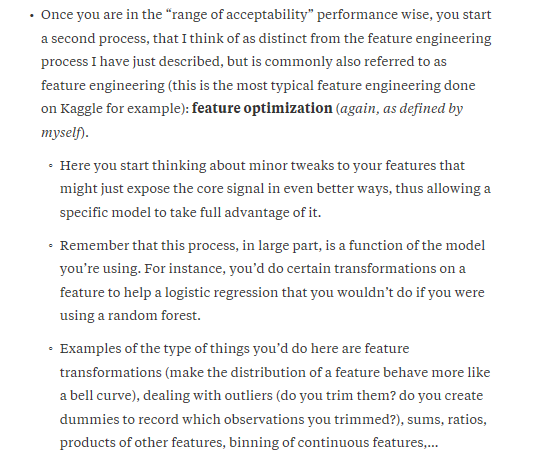 • Once you are in the “range of acceptability” performance wise, you start
a second process, that I think of as distinct from the feature engineering
process I have just described, but is commonly also referred to as
feature engineering (this is the most typical feature engineering done
on Kaggle for example): feature optimization (again, as defined by
myself).
◦ Here you start thinking about minor tweaks to your features that
might just expose the core signal in even better ways, thus allowing a
specific model to take full advantage of it.
◦ Remember that this process, in large part, is a function of the model
you’re using. For instance, you’d do certain transformations on a
feature to help a logistic regression that you wouldn’t do if you were
using a random forest.
◦ Examples of the type of things you’d do here are feature
transformations (make the distribution of a feature behave more like
a bell curve), dealing with outliers (do you trim them? do you create
dummies to record which observations you trimmed?), sums, ratios,
products of other features, binning of continuous features,...